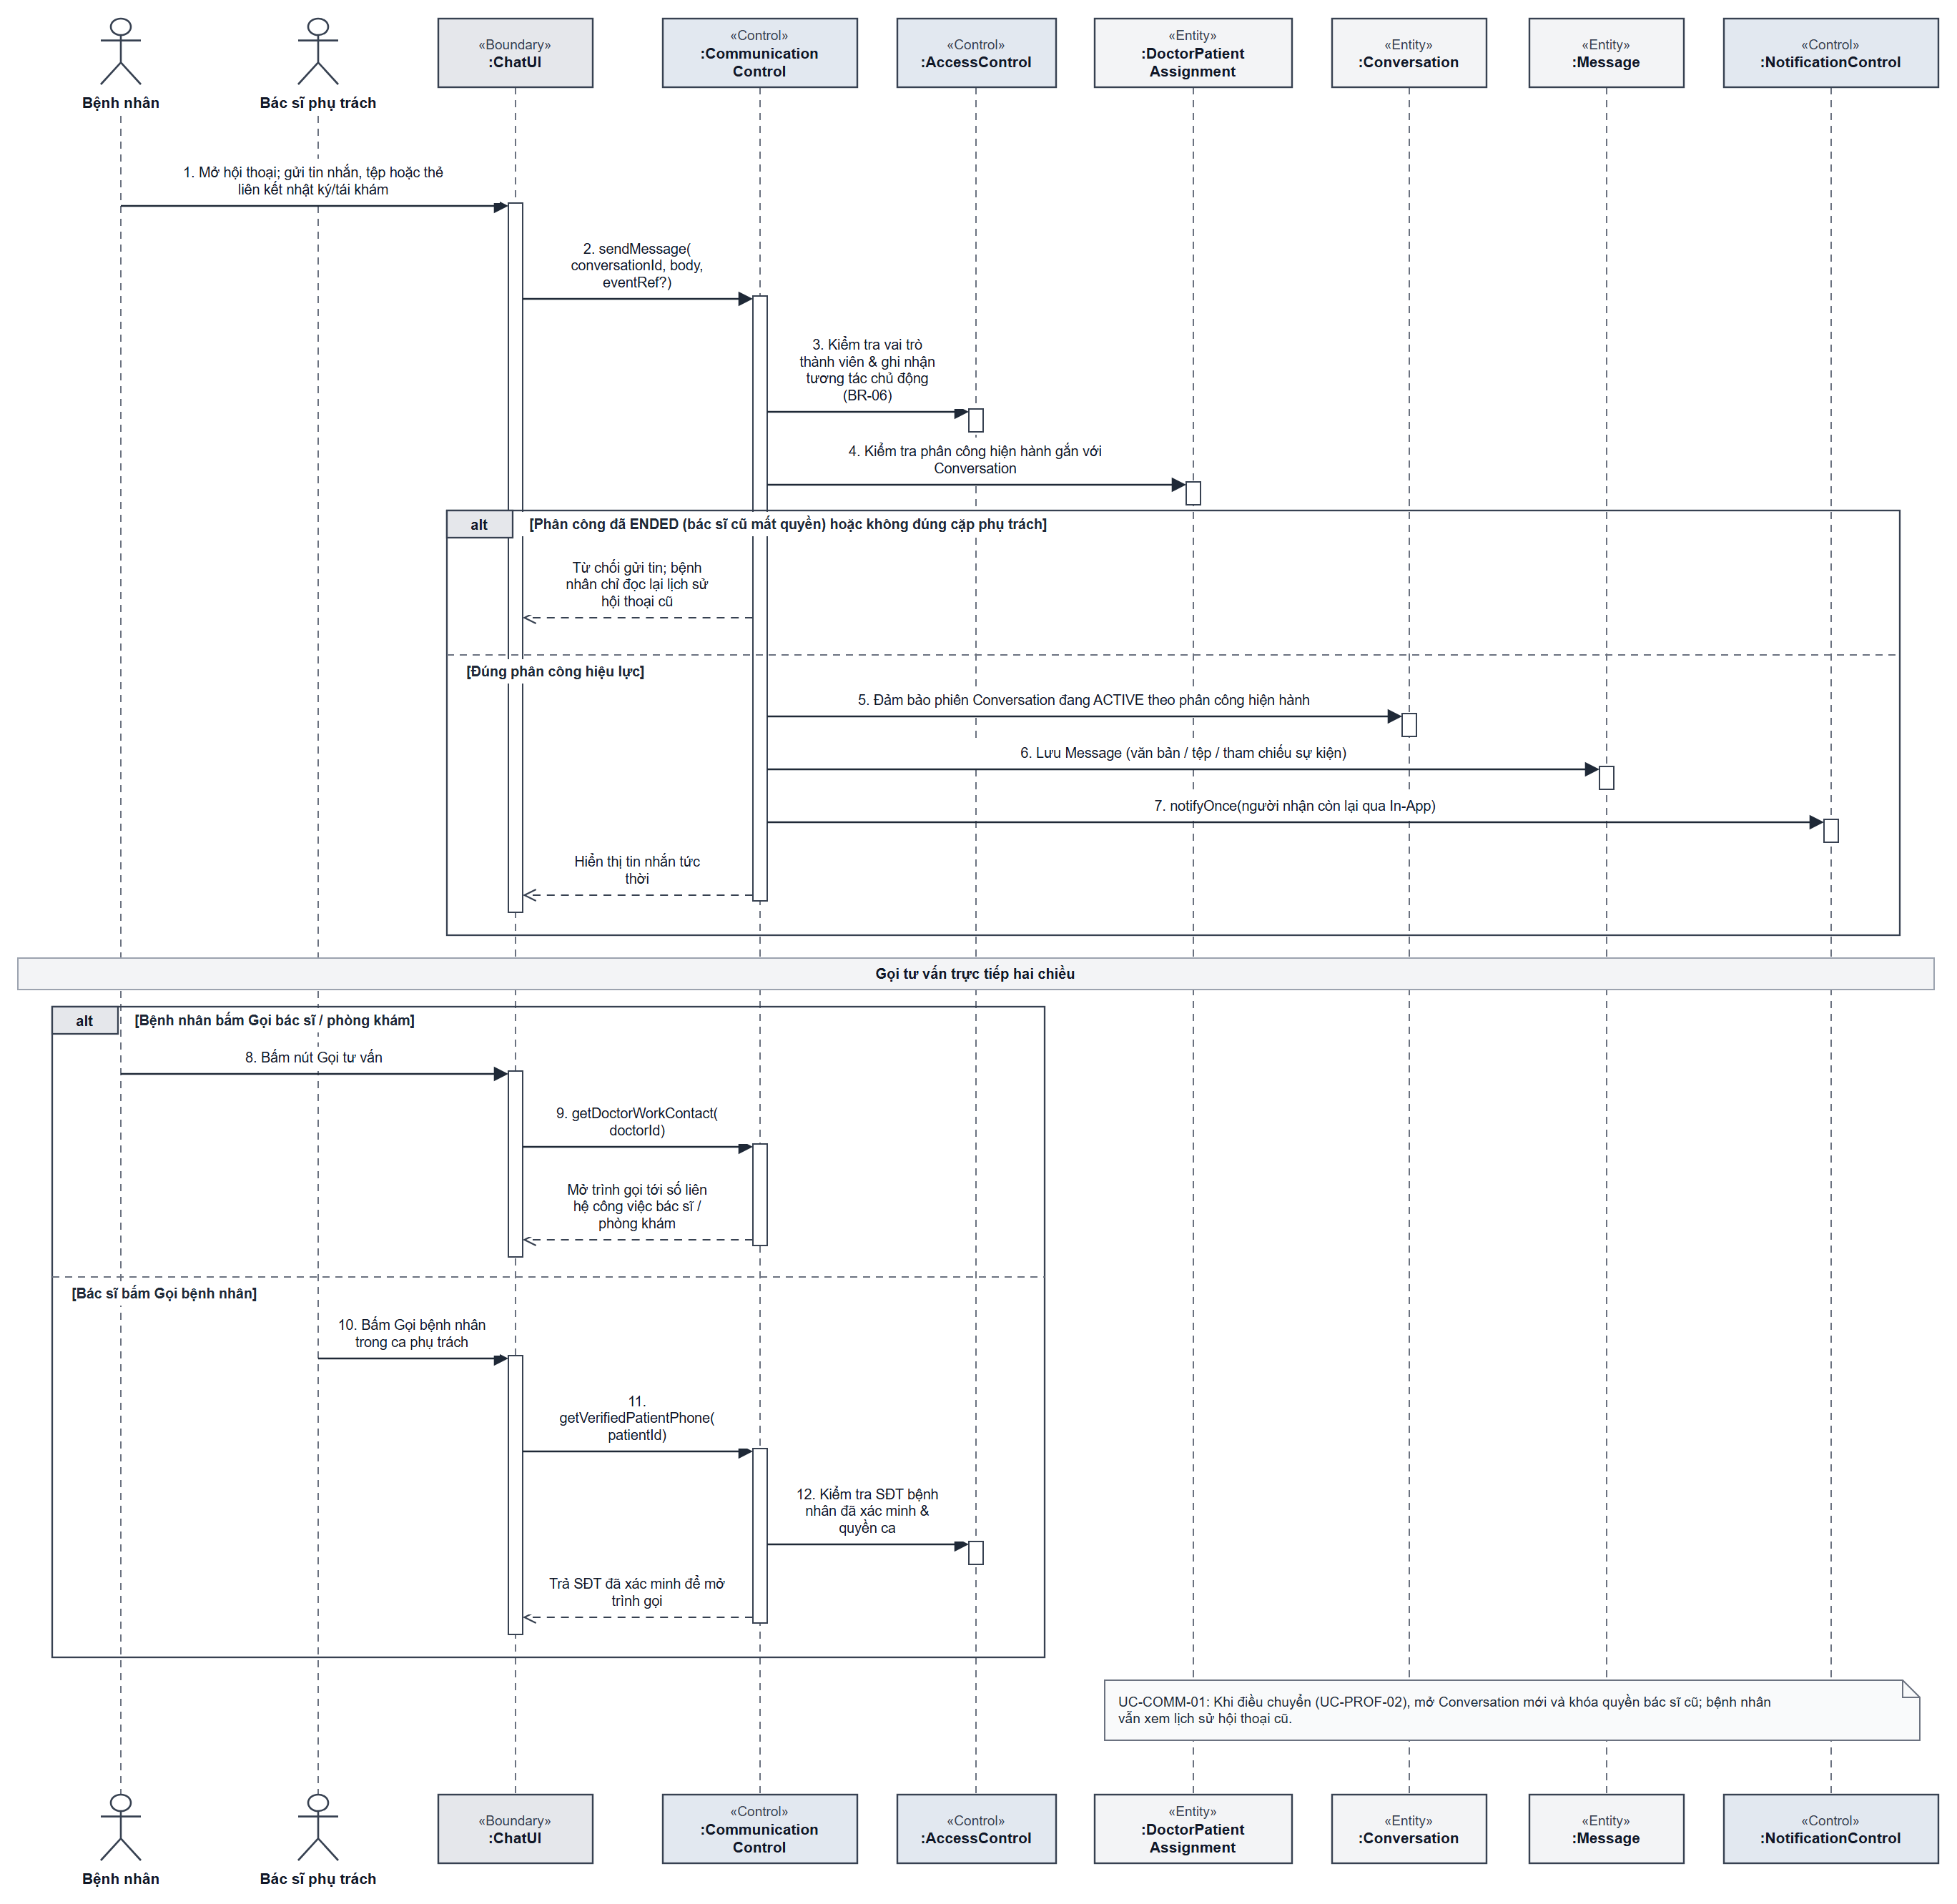 Bệnh nhân
Bác sĩ phụ trách
«Boundary»
:ChatUI
«Control»
:Communication
Control
«Control»
:AccessControl
«Entity»
:DoctorPatient
Assignment
«Entity»
:Conversation
«Entity»
:Message
«Control»
:NotificationControl
1. Mở hội thoại; gửi tin nhắn, tệp hoặc thẻ
liên kết nhật ký/tái khám
2. sendMessage(
conversationId, body,
eventRef?)
3. Kiểm tra vai trò
thành viên & ghi nhận
tương tác chủ động
(BR-06)
4. Kiểm tra phân công hiện hành gắn với
Conversation
alt
[Phân công đã ENDED (bác sĩ cũ mất quyền) hoặc không đúng cặp phụ trách]
Từ chối gửi tin; bệnh
nhân chỉ đọc lại lịch sử
hội thoại cũ
[Đúng phân công hiệu lực]
5. Đảm bảo phiên Conversation đang ACTIVE theo phân công hiện hành
6. Lưu Message (văn bản / tệp / tham chiếu sự kiện)
7. notifyOnce(người nhận còn lại qua In-App)
Hiển thị tin nhắn tức
thời
Gọi tư vấn trực tiếp hai chiều
alt
[Bệnh nhân bấm Gọi bác sĩ / phòng khám]
8. Bấm nút Gọi tư vấn
9. getDoctorWorkContact(
doctorId)
Mở trình gọi tới số liên
hệ công việc bác sĩ /
phòng khám
[Bác sĩ bấm Gọi bệnh nhân]
10. Bấm Gọi bệnh nhân
trong ca phụ trách
11.
getVerifiedPatientPhone(
patientId)
12. Kiểm tra SĐT bệnh
nhân đã xác minh &
quyền ca
Trả SĐT đã xác minh để mở
trình gọi
UC-COMM-01: Khi điều chuyển (UC-PROF-02), mở Conversation mới và khóa quyền bác sĩ cũ; bệnh nhân
vẫn xem lịch sử hội thoại cũ.
Bệnh nhân
Bác sĩ phụ trách
«Boundary»
:ChatUI
«Control»
:Communication
Control
«Control»
:AccessControl
«Entity»
:DoctorPatient
Assignment
«Entity»
:Conversation
«Entity»
:Message
«Control»
:NotificationControl